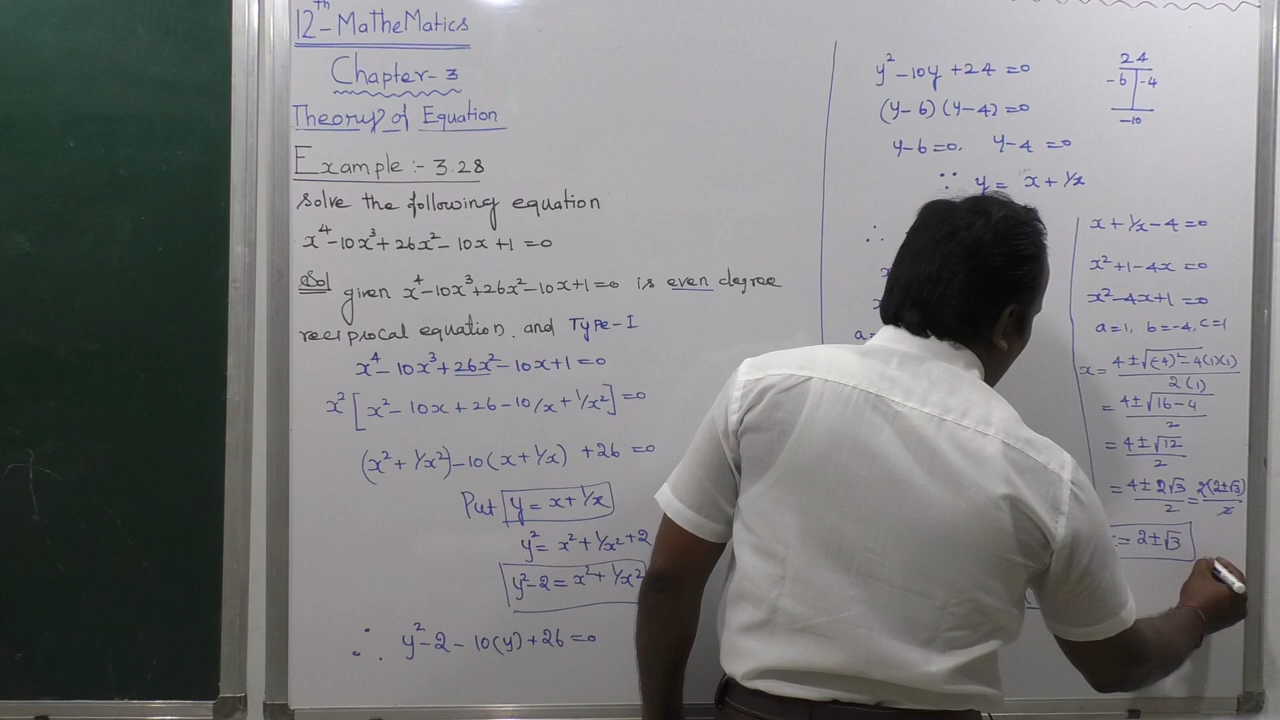 12th-MatheMatics
Chapter-3
Theory of Equation
Example :- 3.28
Solve the following equation
x⁴-10x³+26x²-10x+1=0
Sol given x⁴-10x³+26x²-10x+1=0 is even degree
reciprocal equation. and Type-I
x⁴-10x³+26x²-10x+1=0
x²[x²-10x+26-10/x+1/x²]=0
(x²+1/x²)-10(x+1/x)+26=0
Put y=x+1/x
y²=x²+1/x²+2
y²-2=x²+1/x²
∴ y²-2-10(y)+26=0
y²-10y+24=0
(y-6)(y-4)=0
y-6=0, y-4=0
∵ y=x+1/x
24
-6 -4
-10
∴
a=
x+1/x-4=0
x²+1-4x=0
x²-4x+1=0
a=1, b=-4, c=1
x=4±√(-4)²-4(1)(1)
2(1)
=4±√16-4
2
=4±√12
2
=4±2√3 = 2(2±√3)
2 2
=2±√3